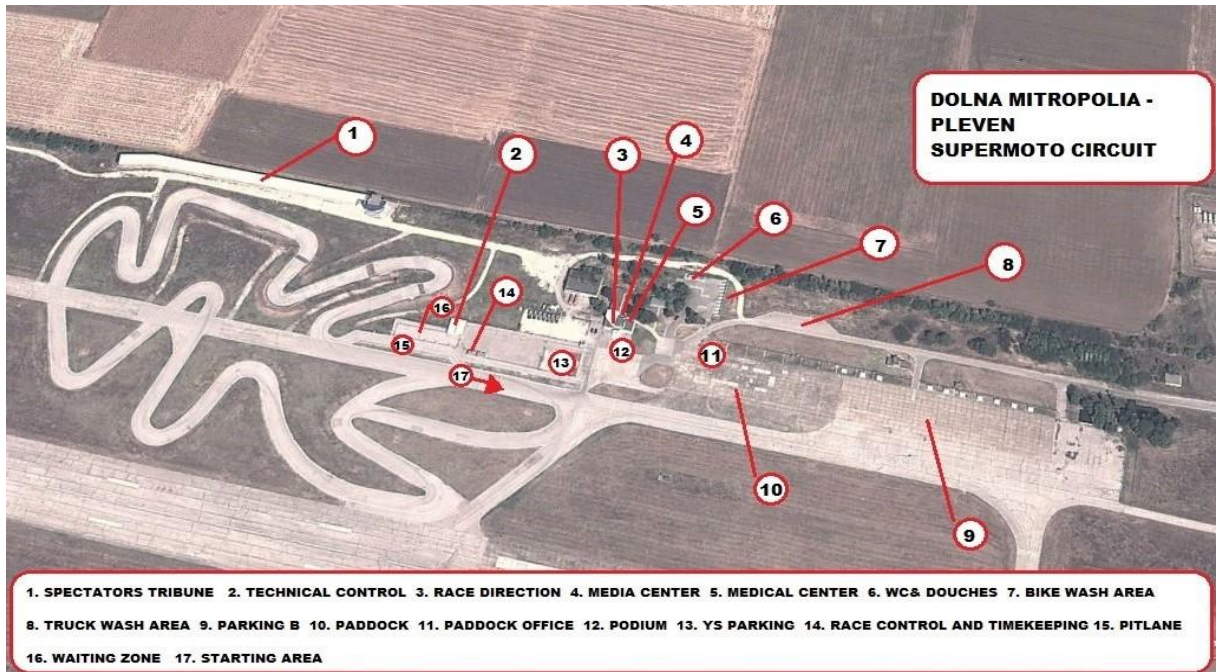 DOLNA MITROPOLIA -
PLEVEN
SUPERMOTO CIRCUIT
1
2
3
4
5
6
7
8
14
16
15
17
13
12
11
10
9
1. SPECTATORS TRIBUNE 2. TECHNICAL CONTROL 3. RACE DIRECTION 4. MEDIA CENTER 5. MEDICAL CENTER 6. WC& DOUCHES 7. BIKE WASH AREA
8. TRUCK WASH AREA 9. PARKING B 10. PADDOCK 11. PADDOCK OFFICE 12. PODIUM 13. YS PARKING 14. RACE CONTROL AND TIMEKEEPING 15. PITLANE
16. WAITING ZONE 17. STARTING AREA